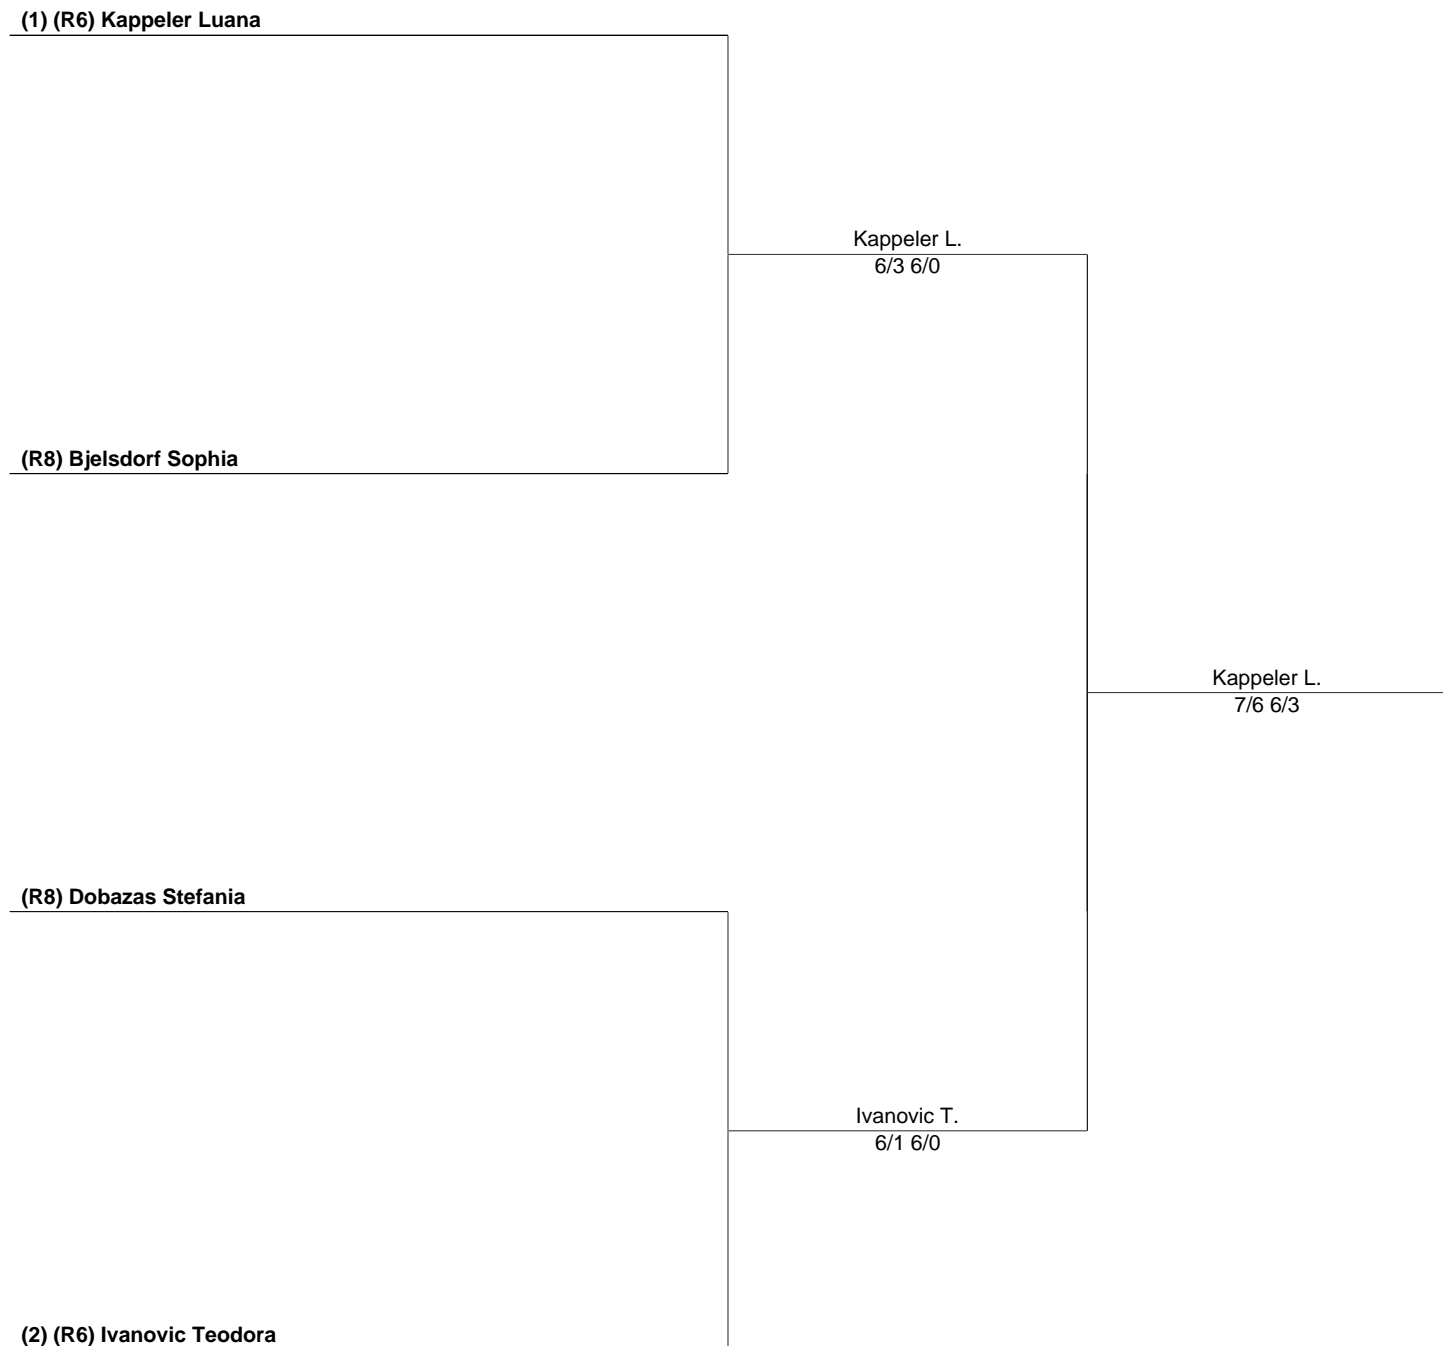 (1) (R6) Kappeler Luana
Kappeler L.
6/3 6/0
(R8) Bjelsdorf Sophia
Kappeler L.
7/6 6/3
(R8) Dobazas Stefania
Ivanovic T.
6/1 6/0
(2) (R6) Ivanovic Teodora